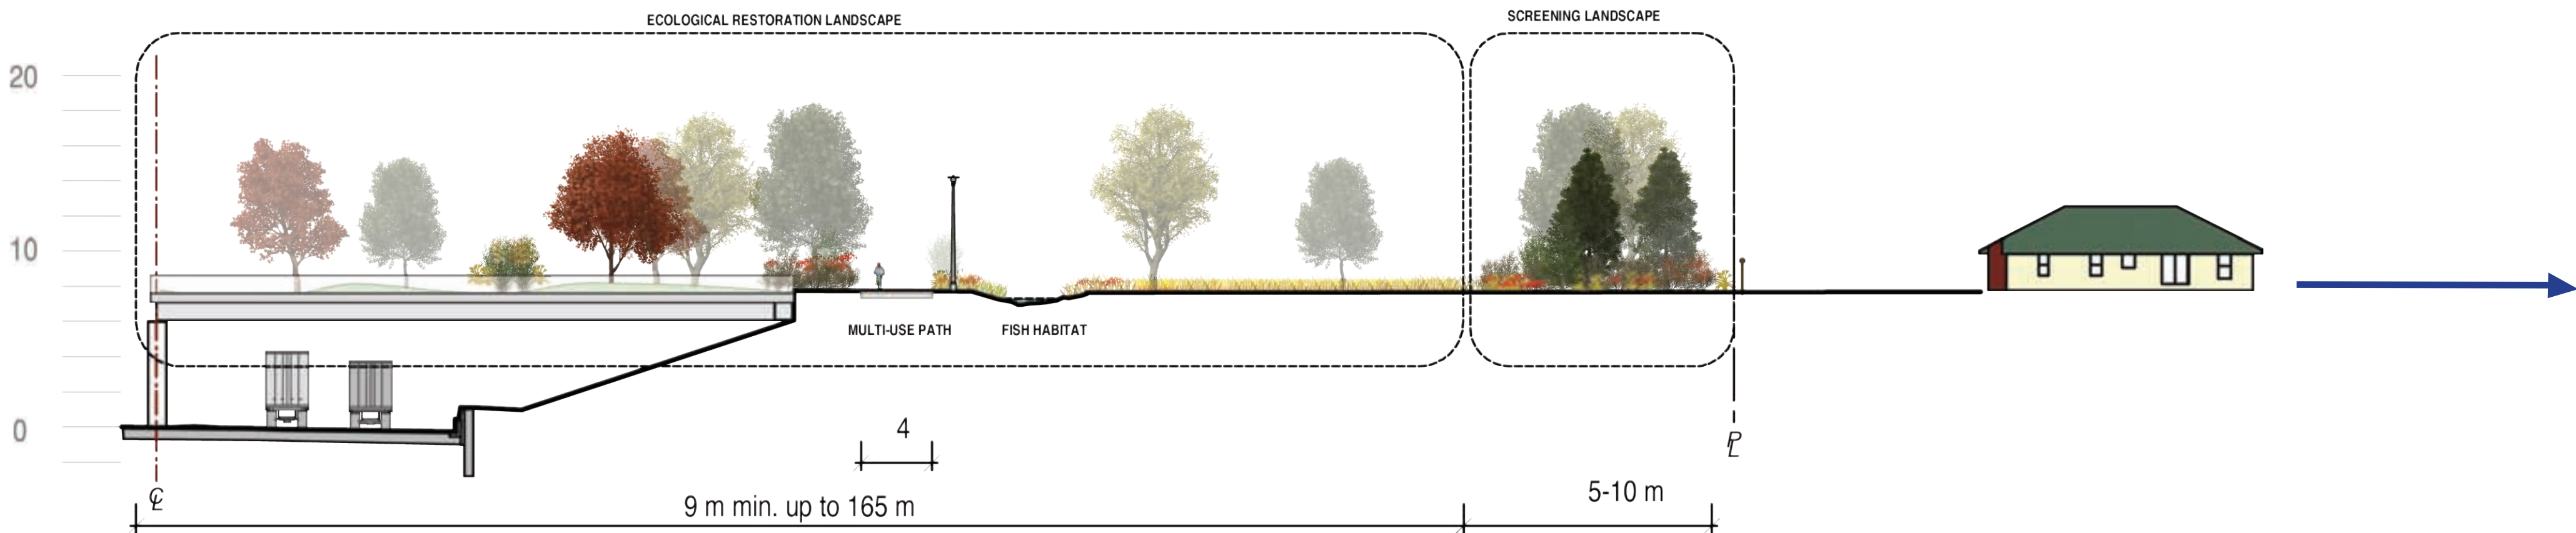 ECOLOGICAL RESTORATION LANDSCAPE
SCREENING LANDSCAPE
20
10
0
MULTI-USE PATH
FISH HABITAT
4
CL
PL
9 m min. up to 165 m
5-10 m